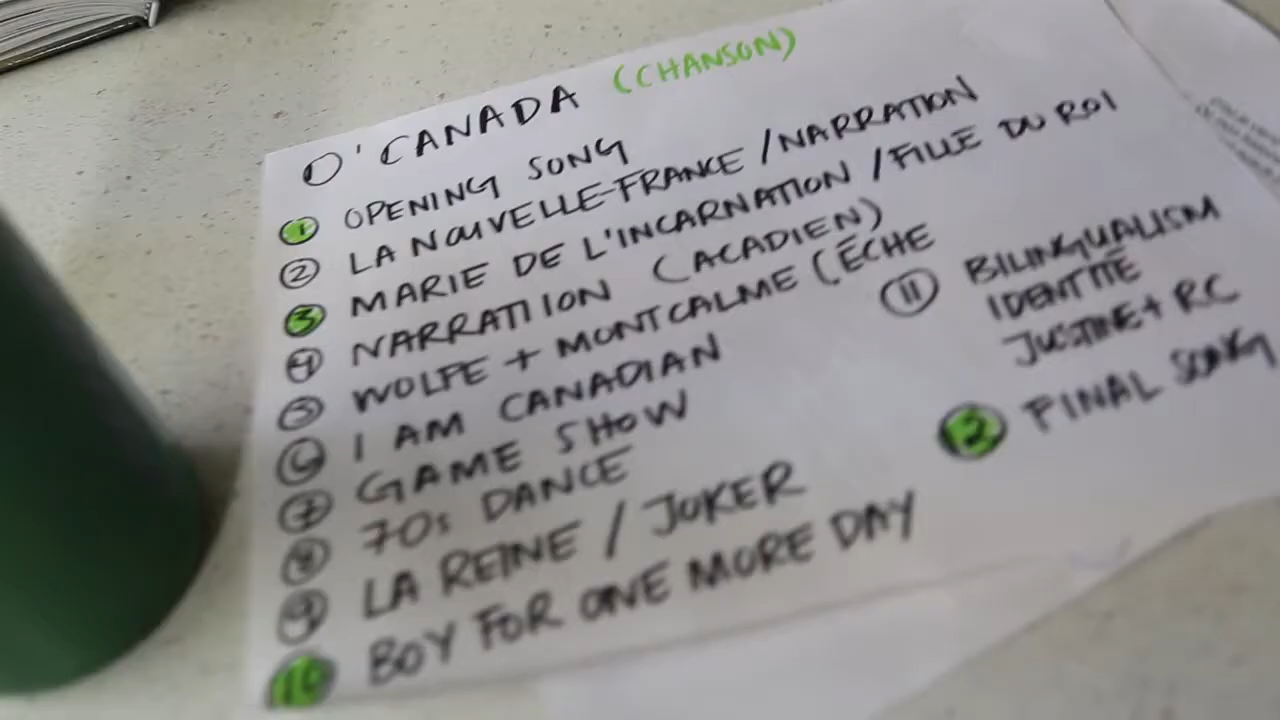 O' CANADA (CHANSON)
① OPENING SONG
② LA NOUVELLE-FRANCE / NARRATION
③ MARIE DE L'INCARNATION / FILLE DU ROI
④ NARRATION (ACADIEN)
⑤ WOLFE + MONTCALME (ÉCHE
⑥ I AM CANADIAN
⑦ GAME SHOW
⑧ 70s DANCE
⑨ LA REINE / JOKER
⑩ BOY FOR ONE MORE DAY
⑪ BILINGUALISM
IDENTITÉ
JUSTINE + RC
⑫ FINAL SONG